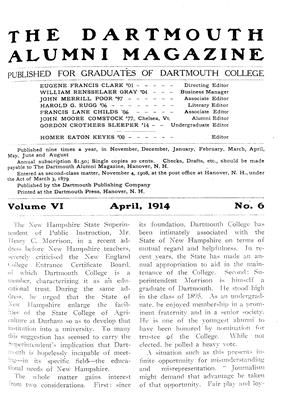 THE DARTMOUTH
ALUMNI MAGAZINE
PUBLISHED FOR GRADUATES OF DARTMOUTH COLLEGE
EUGENE FRANCIS CLARK '01 - - - - Directing Editor
WILLIAM RENSSELAER GRAY '04 - - - Business Manager
JOHN MERRILL POOR '97 - - - - Associate Editor
HAROLD G. RUGG '06 - - - - Literary Editor
FRANCIS LANE CHILDS '06 - - - Associate Editor
JOHN MOORE COMSTOCK '77, Chelsea, Vt. Alumni Editor
GORDON CROTHERS SLEEPER '14 - - Undergraduate Editor
HOMER EATON KEYES '00 - - - - Editor
Published nine times a year, in November, December, January, February, March, April,
May, June and August
Annual subscription $1.50; Single copies 20 cents. Checks, Drafts, etc., should be made
payable to The Dartmouth Alumni Magazine, Hanover, N. H.
Entered as second-class matter, November 4, 1908, at the post office at Hanover, N. H., under
the Act of March 3, 1879
Published by the Dartmouth Publishing Company
Printed at the Dartmouth Press, Hanover, N. H.
Volume VI April, 1914 No. 6
The New Hampshire State Superin-
tendent of Public Instruction, Mr.
Henry C. Morrison, in a recent ad-
dress before New Hampshire teachers,
severely criticised the New England
College Entrance Certificate Board,
of which Dartmouth College is a
member, characterizing it as an edu-
cational trust. During the same ad-
dress, he urged that the State of
New Hampshire enlarge the facili-
ties of the State College of Agri-
culture at Durham so as to develop that
institution into a university. To many
this suggestion has seemed to carry the
Superintendent's implication that Dart-
mouth is hopelessly incapable of meet-
ing—in its specific field—the educa-
tional needs of New Hampshire.
The whole matter gains interest
from two considerations. First: since
its foundation, Dartmouth College has
been intimately associated with the
State of New Hampshire on terms of
mutual regard and helpfulness. In re-
cent years, the State has made an an-
nual appropriation to aid in the main-
tenance of the College. Second: Su-
perintendent Morrison is himself a
graduate of Dartmouth. He stood high
in the class of 1895. As an undergrad-
uate, he enjoyed membership in a prom-
inent fraternity and in a senior society.
He is one of the youngest alumni to
have been honored by nomination for
trustee of the College. While not
elected, he polled a heavy vote.
A situation such as this presents in-
finite opportunity for misunderstanding
and misrepresentation. Journalism
might demand that advantage be taken
of that opportunity. Fair play and loy-